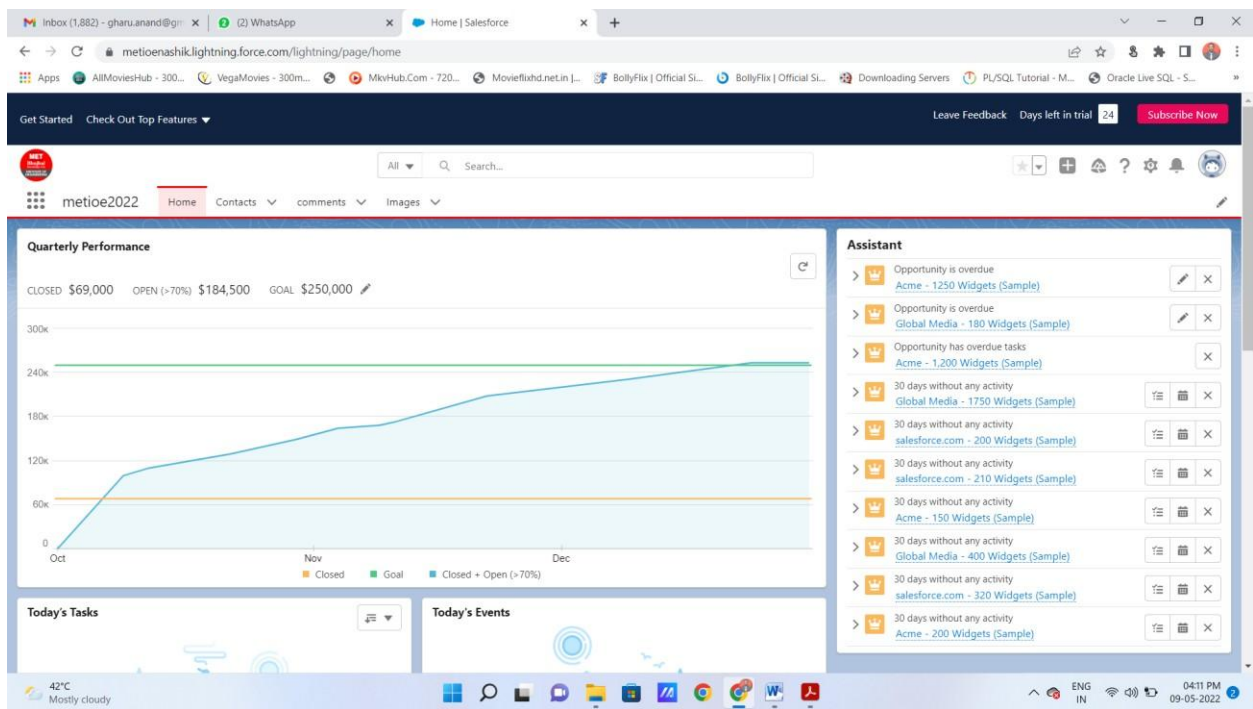 Inbox (1,882) - gharu.anand@gm
(2) WhatsApp
Home | Salesforce
metioenashik.lightning.force.com/lightning/page/home
Apps AllMoviesHub - 300... VegaMovies - 300m... MkvHub.Com - 720... Movieflixhd.net.in |... BollyFlix | Official Si... BollyFlix | Official Si... Downloading Servers PL/SQL Tutorial - M... Oracle Live SQL - S... »
Get Started Check Out Top Features Leave Feedback Days left in trial 24 Subscribe Now
MET
All Search...
metioe2022 Home Contacts comments Images
Quarterly Performance
CLOSED $69,000 OPEN (>70%) $184,500 GOAL $250,000
300K
240K
180K
120K
60K
0
Oct Nov Dec
Closed Goal Closed + Open (>70%)
Today's Tasks
Today's Events
Assistant
Opportunity is overdue
Acme - 1250 Widgets (Sample)
Opportunity is overdue
Global Media - 180 Widgets (Sample)
Opportunity has overdue tasks
Acme - 1,200 Widgets (Sample)
30 days without any activity
Global Media - 1750 Widgets (Sample)
30 days without any activity
salesforce.com - 200 Widgets (Sample)
30 days without any activity
salesforce.com - 210 Widgets (Sample)
30 days without any activity
Acme - 150 Widgets (Sample)
30 days without any activity
Global Media - 400 Widgets (Sample)
30 days without any activity
salesforce.com - 320 Widgets (Sample)
30 days without any activity
Acme - 200 Widgets (Sample)
42°C
Mostly cloudy
ENG
IN
04:11 PM
09-05-2022
2